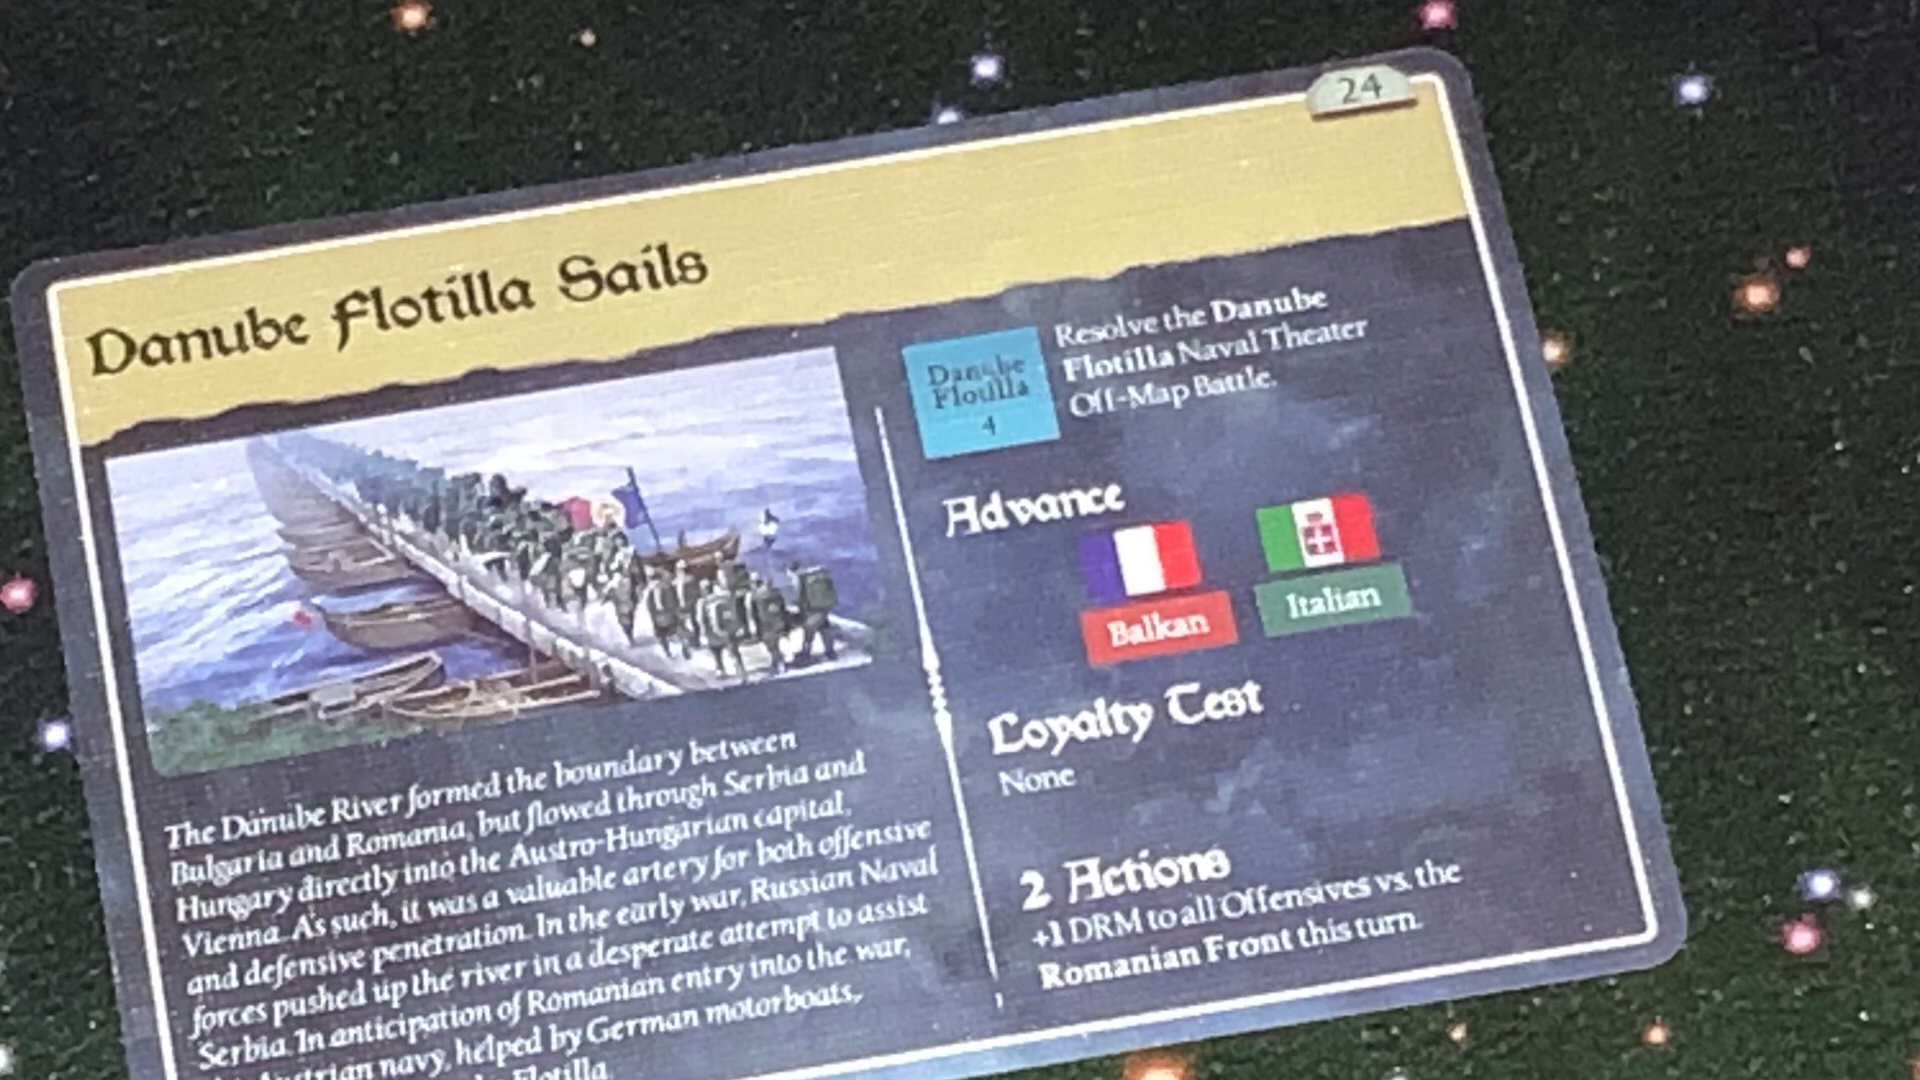 24
Danube Flotilla Sails
Danube
Flotilla
4
Resolve the Danube
Flotilla Naval Theater
Off-Map Battle.
Advance
Balkan
Italian
Loyalty Test
None
2 Actions
+1 DRM to all Offensives vs. the
Romanian Front this turn.
The Danube River formed the boundary between
Bulgaria and Romania, but flowed through Serbia and
Hungary directly into the Austro-Hungarian capital,
Vienna. As such, it was a valuable artery for both offensive
and defensive penetration. In the early war, Russian Naval
forces pushed up the river in a desperate attempt to assist
Serbia. In anticipation of Romanian entry into the war,
Austrian navy, helped by German motorboats,
Flotilla